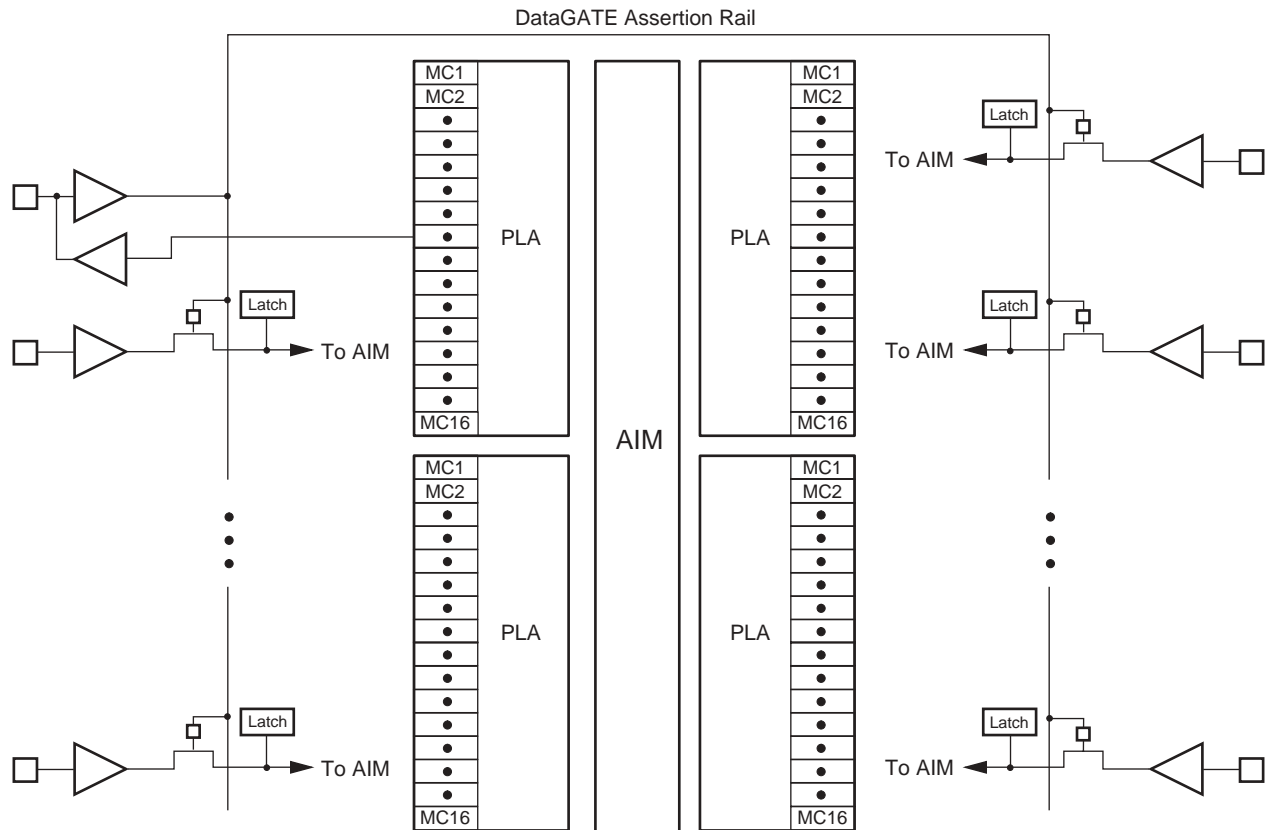 DataGATE Assertion Rail
MC1
MC2
PLA
MC16
MC1
MC2
PLA
MC16
AIM
PLA
MC1
MC2
MC16
PLA
MC1
MC2
MC16
Latch
To AIM
Latch
To AIM
Latch
To AIM
Latch
To AIM
Latch
To AIM